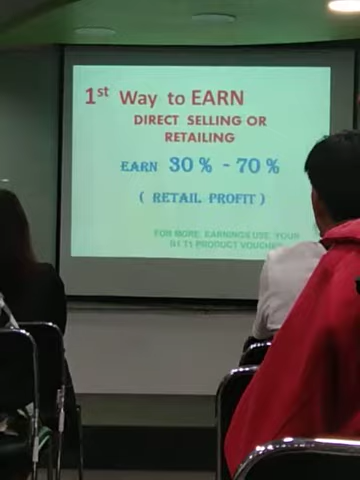 1st Way to EARN
DIRECT SELLING OR
RETAILING
EARN 30% - 70%
( RETAIL PROFIT )
FOR MORE EARNINGS USE YOUR
T1 PRODUCT VOUCHER